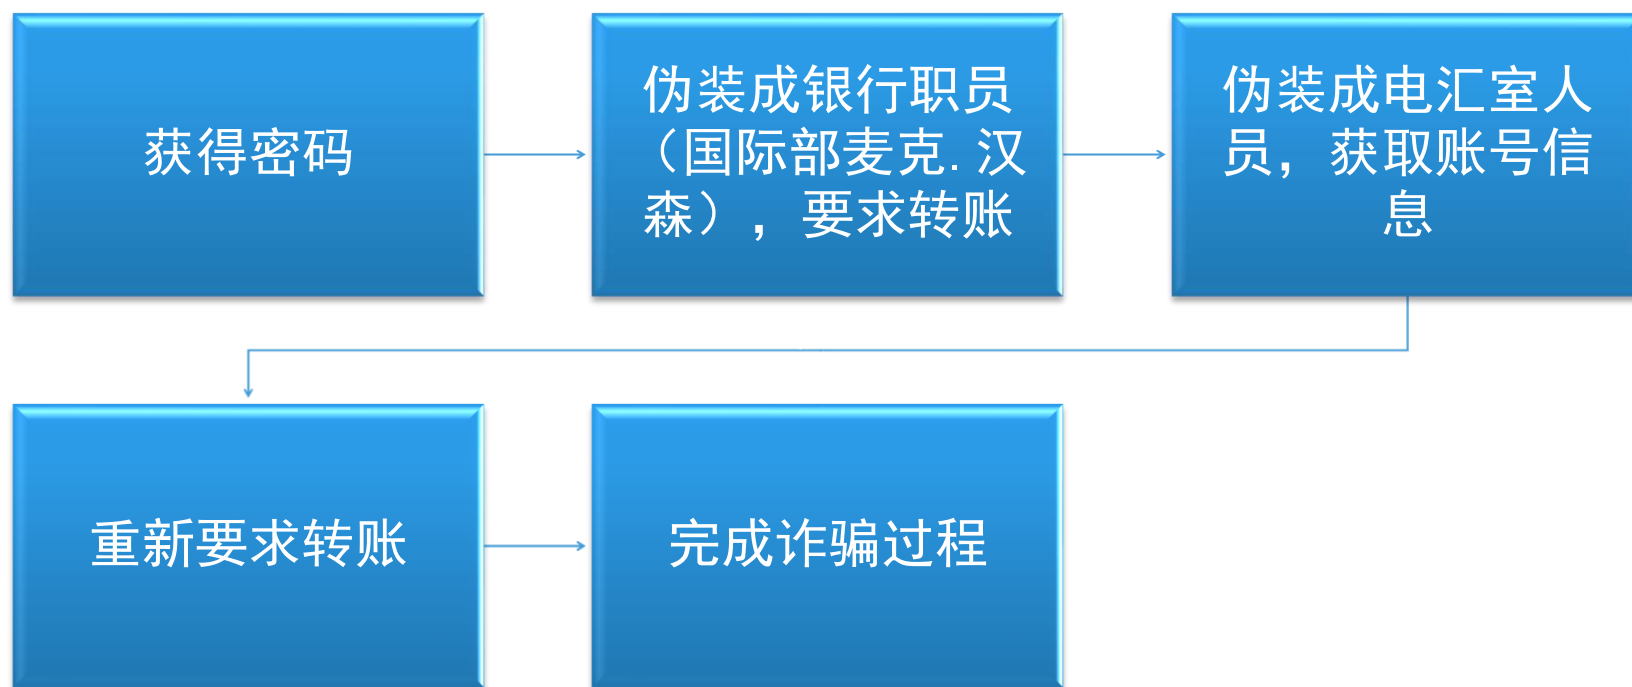 获得密码
伪装成银行职员
（国际部麦克.汉
森），要求转账
伪装成电汇室人
员，获取账号信
息
重新要求转账
完成诈骗过程